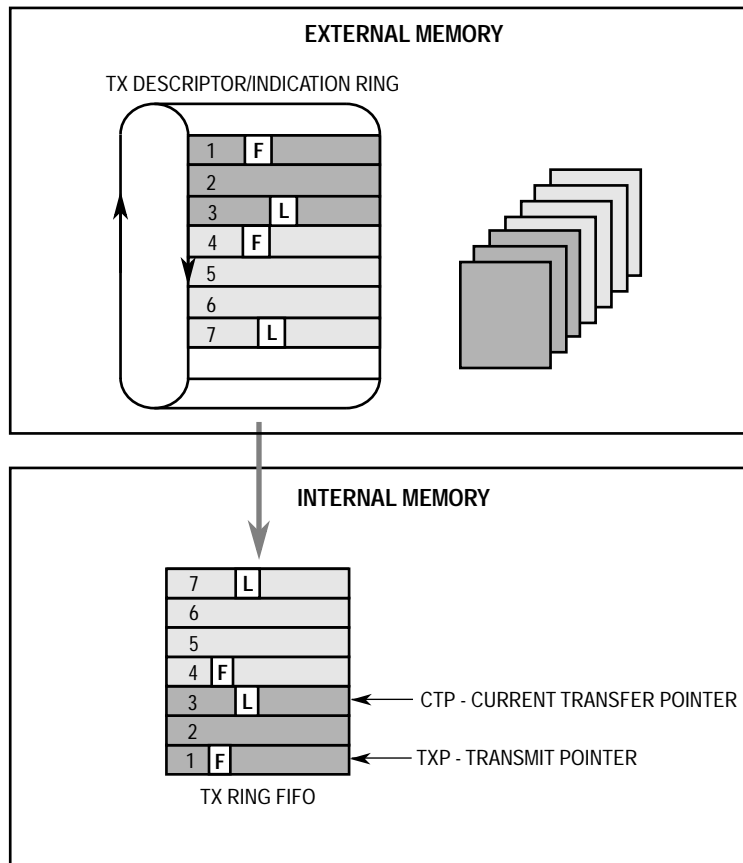 EXTERNAL MEMORY
TX DESCRIPTOR/INDICATION RING
1 F
2
3 L
4 F
5
6
7 L
INTERNAL MEMORY
7 L
6
5
4 F
3 L
CTP - CURRENT TRANSFER POINTER
2
1 F
TXP - TRANSMIT POINTER
TX RING FIFO